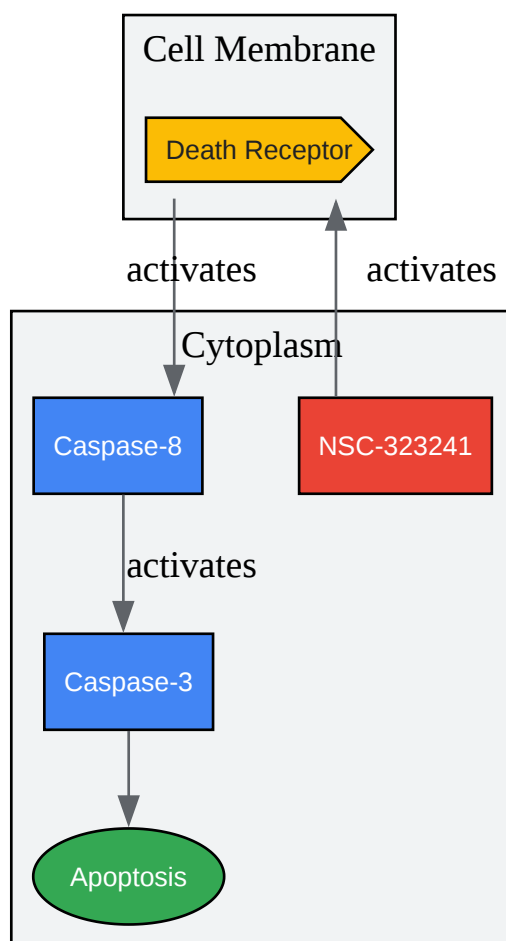 Cell Membrane
Death Receptor
activates
activates
Cytoplasm
Caspase-8
NSC-323241
activates
Caspase-3
Apoptosis